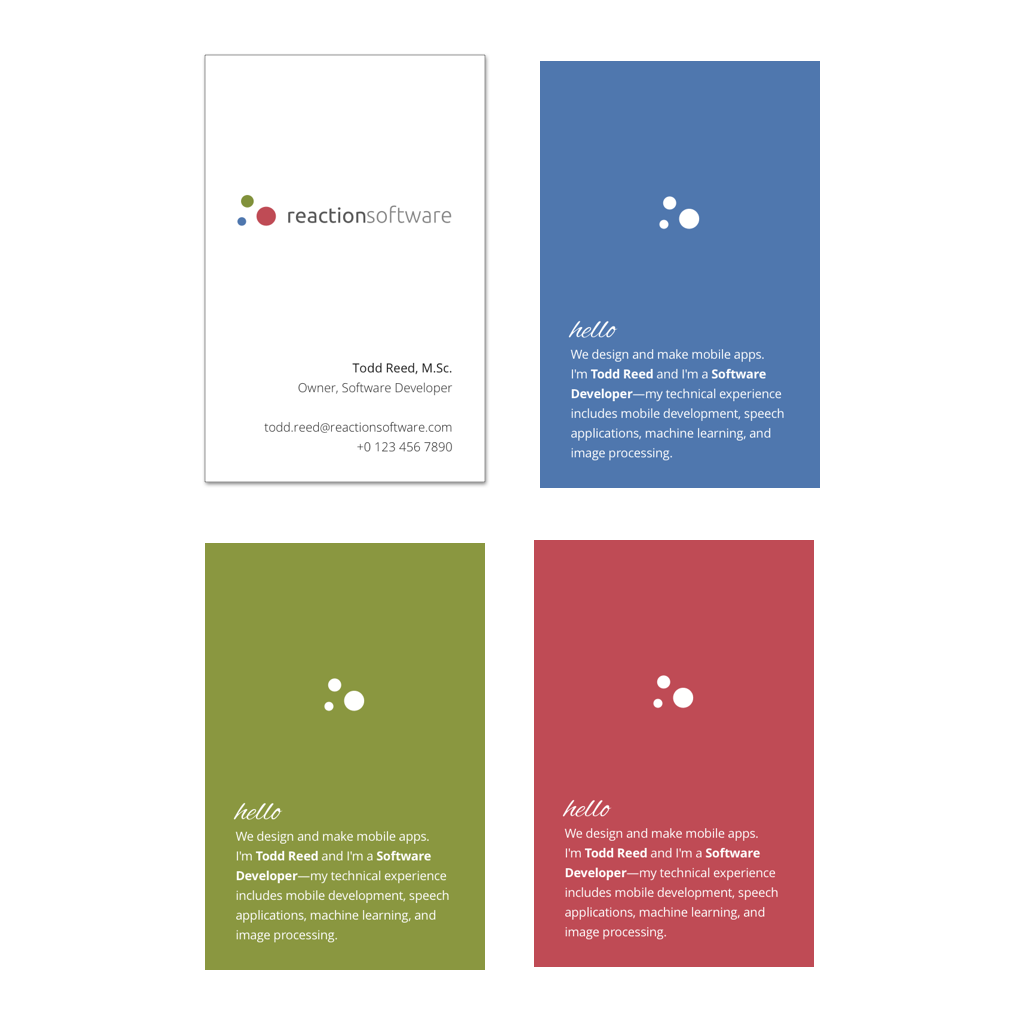 reactionsoftware
Todd Reed, M.Sc.
Owner, Software Developer
todd.reed@reactionsoftware.com
+0 123 456 7890
hello
We design and make mobile apps.
I'm Todd Reed and I'm a Software
Developer—my technical experience
includes mobile development, speech
applications, machine learning, and
image processing.
hello
We design and make mobile apps.
I'm Todd Reed and I'm a Software
Developer—my technical experience
includes mobile development, speech
applications, machine learning, and
image processing.
hello
We design and make mobile apps.
I'm Todd Reed and I'm a Software
Developer—my technical experience
includes mobile development, speech
applications, machine learning, and
image processing.